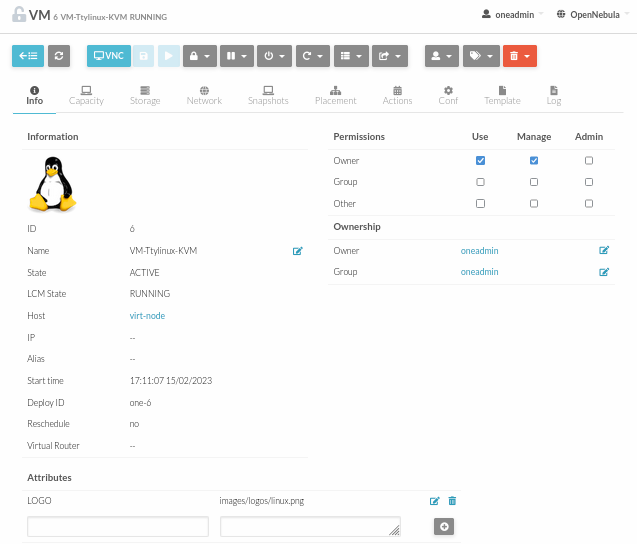 VM 6 VM-Ttylinux-KVM RUNNING
oneadmin
OpenNebula
VNC
Info
Capacity
Storage
Network
Snapshots
Placement
Actions
Conf
Template
Log
Information
ID 6
Name VM-Ttylinux-KVM
State ACTIVE
LCM State RUNNING
Host virt-node
IP --
Alias --
Start time 17:11:07 15/02/2023
Deploy ID one-6
Reschedule no
Virtual Router --
Permissions Use Manage Admin
Owner
Group
Other
Ownership
Owner oneadmin
Group oneadmin
Attributes
LOGO images/logos/linux.png